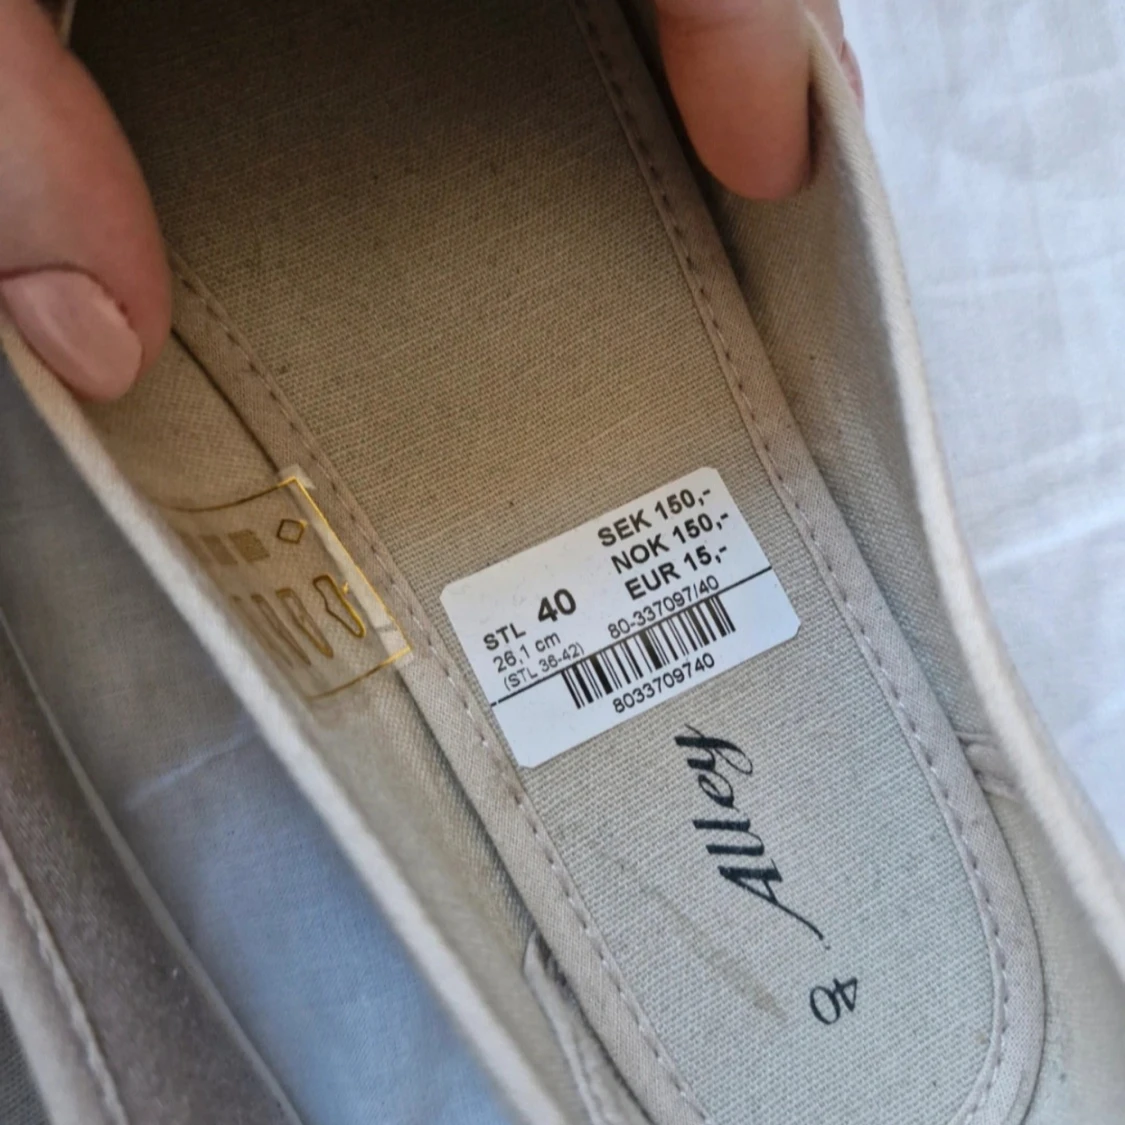 SEK 150,-
NOK 150,-
EUR 15,-
STL 40
26,1 cm
(STL 36-42)
80-337097/40
8033709740
Alley
40